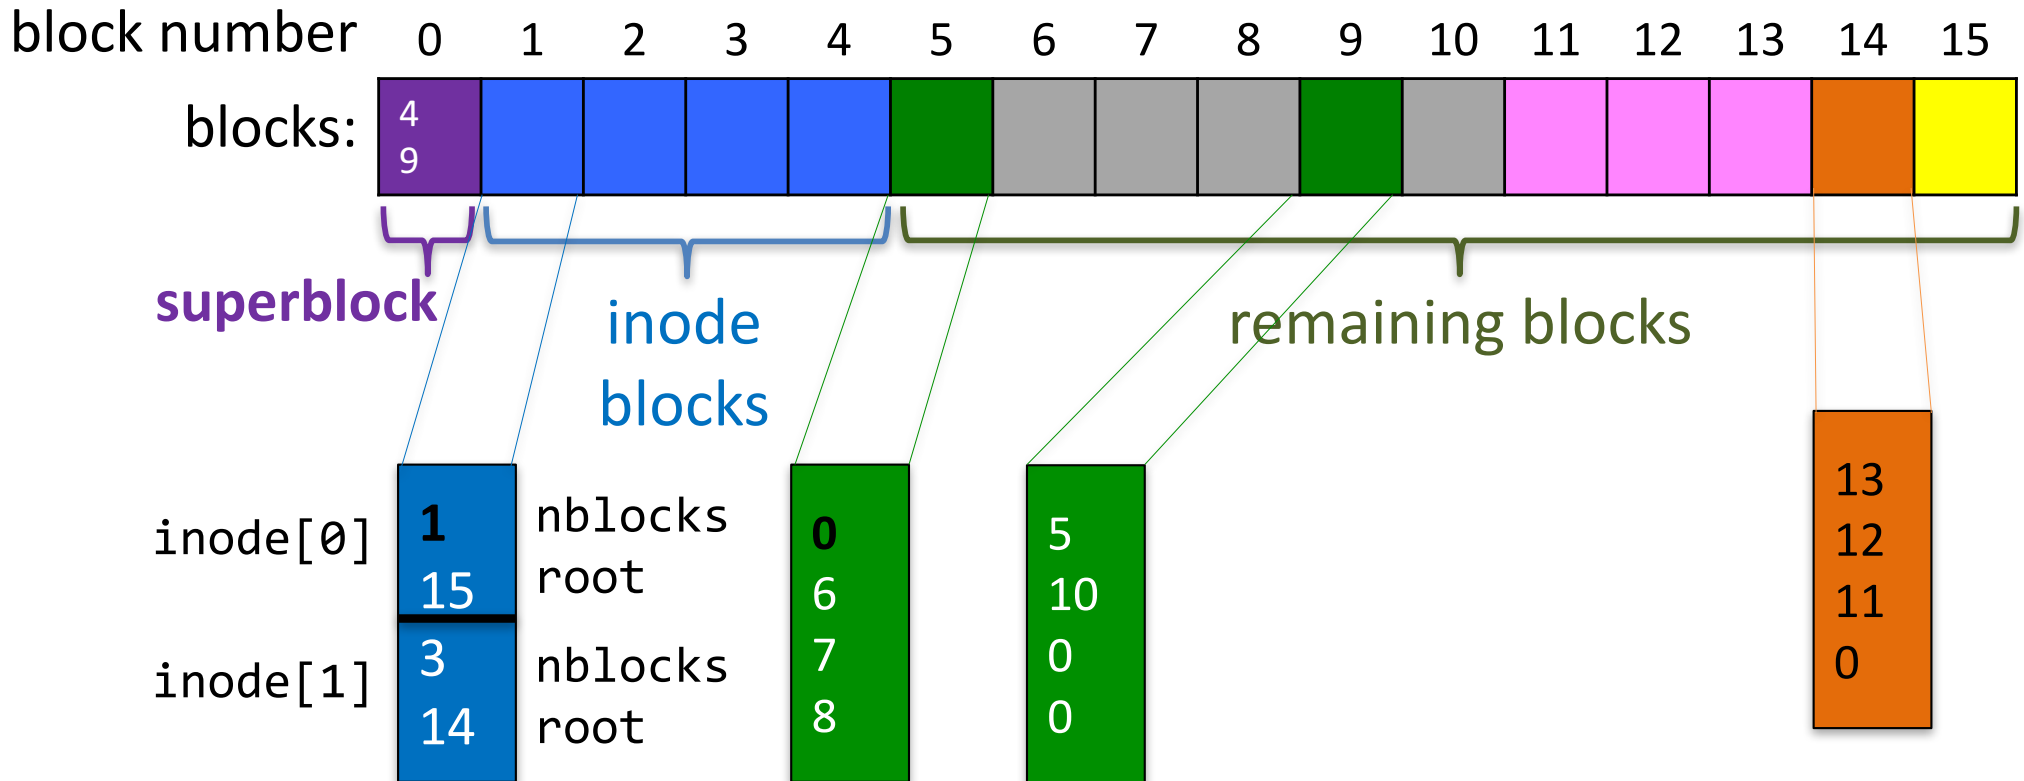 block number 0 1 2 3 4 5 6 7 8 9 10 11 12 13 14 15
blocks:
4
9
superblock
inode
blocks
remaining blocks
inode[0]
1 nblocks
15 root
inode[1]
3 nblocks
14 root
0
6
7
8
5
10
0
0
13
12
11
0